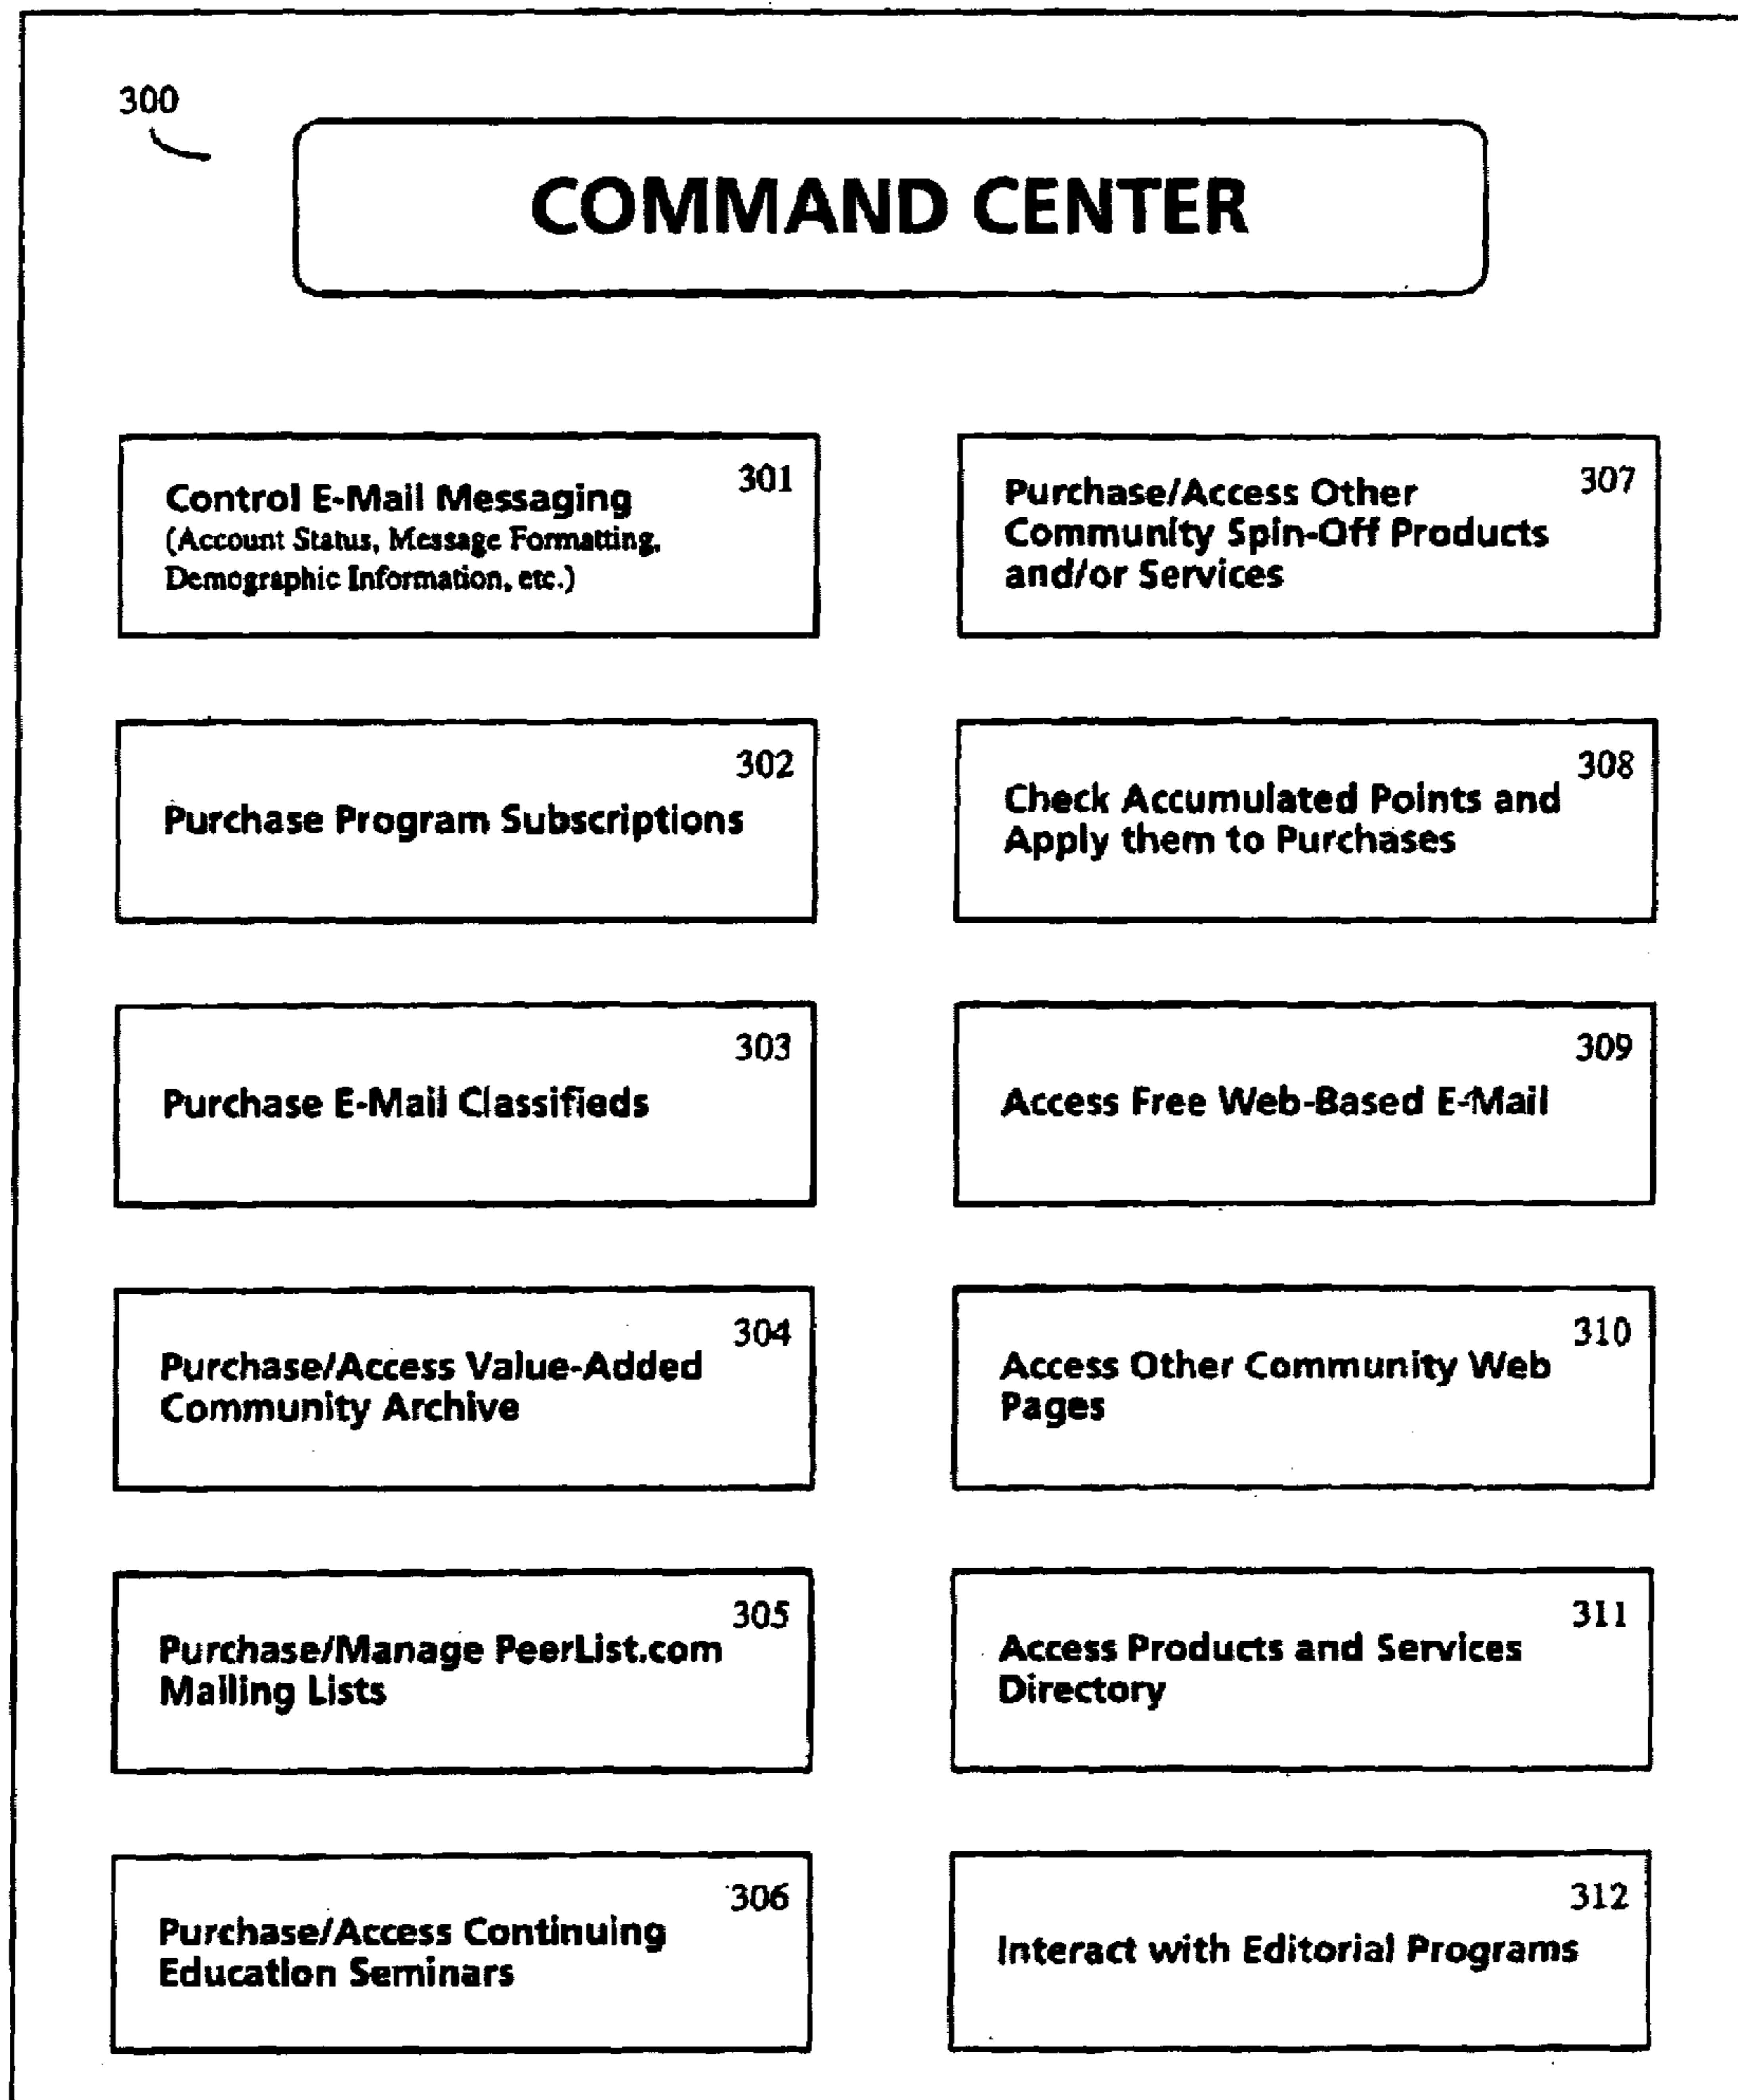 300
COMMAND CENTER
301
Control E-Mail Messaging
(Account Status, Message Formatting,
Demographic Information, etc.)
302
Purchase Program Subscriptions
303
Purchase E-Mail Classifieds
304
Purchase/Access Value-Added
Community Archive
305
Purchase/Manage PeerList.com
Mailing Lists
306
Purchase/Access Continuing
Education Seminars
307
Purchase/Access Other
Community Spin-Off Products
and/or Services
308
Check Accumulated Points and
Apply them to Purchases
309
Access Free Web-Based E-Mail
310
Access Other Community Web
Pages
311
Access Products and Services
Directory
312
Interact with Editorial Programs